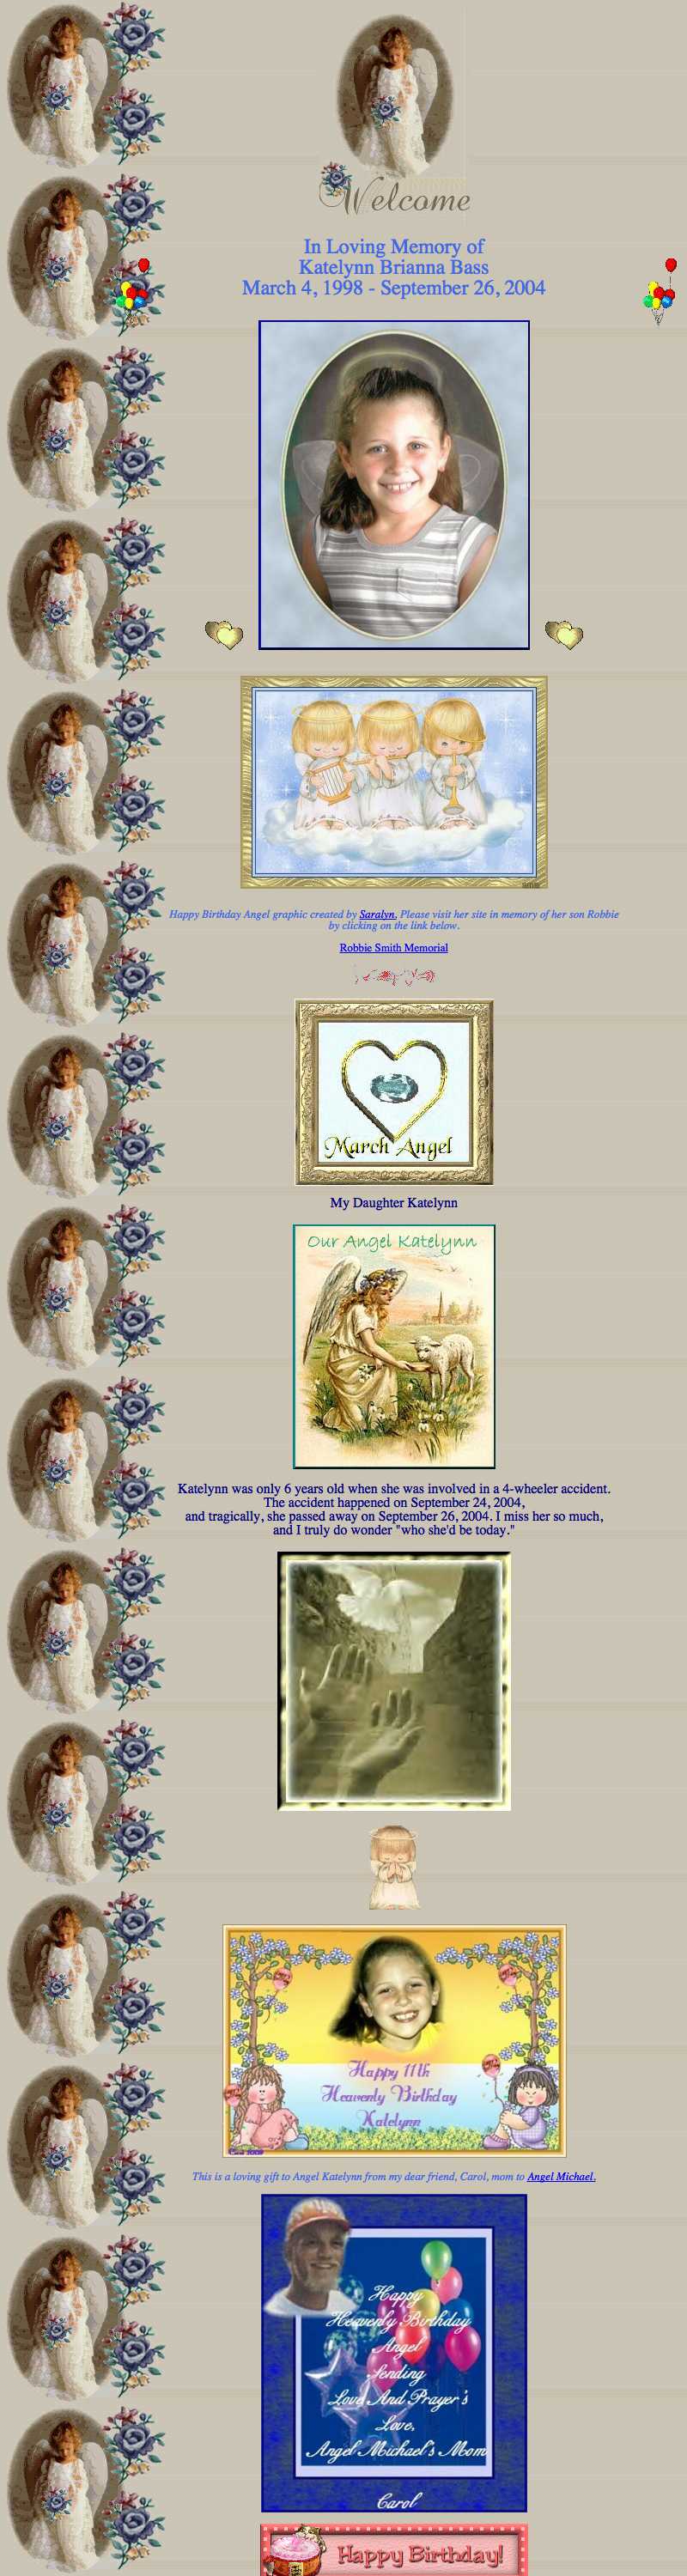 Welcome
In Loving Memory of
Katelynn Brianna Bass
March 4, 1998 - September 26, 2004
Happy Birthday Angel graphic created by Saralyn. Please visit her site in memory of her son Robbie
by clicking on the link below.
Robbie Smith Memorial
March Angel
My Daughter Katelynn
Our Angel Katelynn
Katelynn was only 6 years old when she was involved in a 4-wheeler accident.
The accident happened on September 24, 2004,
and tragically, she passed away on September 26, 2004. I miss her so much,
and I truly do wonder "who she'd be today."
Happy 11th
Heavenly Birthday
Katelynn
This is a loving gift to Angel Katelynn from my dear friend, Carol, mom to Angel Michael.
Happy
Heavenly Birthday
Angel
Sending
Love And Prayer's
Love,
Angel Michael's Mom
Carol
Happy Birthday!